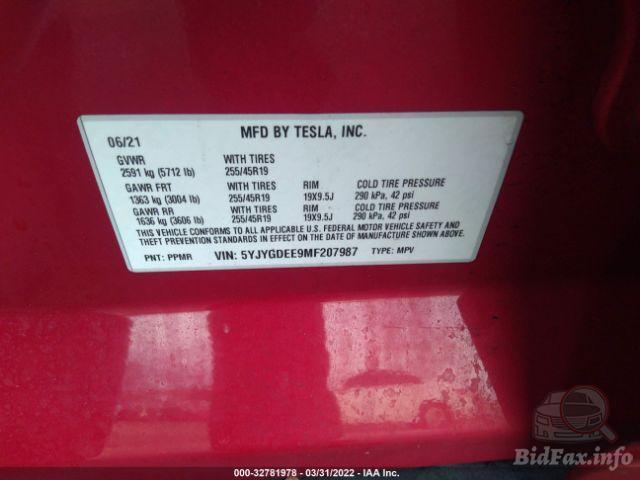 06/21 MFD BY TESLA, INC.
GVWR WITH TIRES
2591 kg (5712 lb) 255/45R19
GAWR FRT WITH TIRES RIM COLD TIRE PRESSURE
1363 kg (3004 lb) 255/45R19 19X9.5J 290 kPa, 42 psi
GAWR RR WITH TIRES RIM COLD TIRE PRESSURE
1636 kg (3606 lb) 255/45R19 19X9.5J 290 kPa, 42 psi
THIS VEHICLE CONFORMS TO ALL APPLICABLE U.S. FEDERAL MOTOR VEHICLE SAFETY AND
THEFT PREVENTION STANDARDS IN EFFECT ON THE DATE OF MANUFACTURE SHOWN ABOVE.
PNT: PPMR VIN: 5YJYGDEE9MF207987 TYPE: MPV
BidFax.info
000-32781978 - 03/31/2022 - IAA Inc.